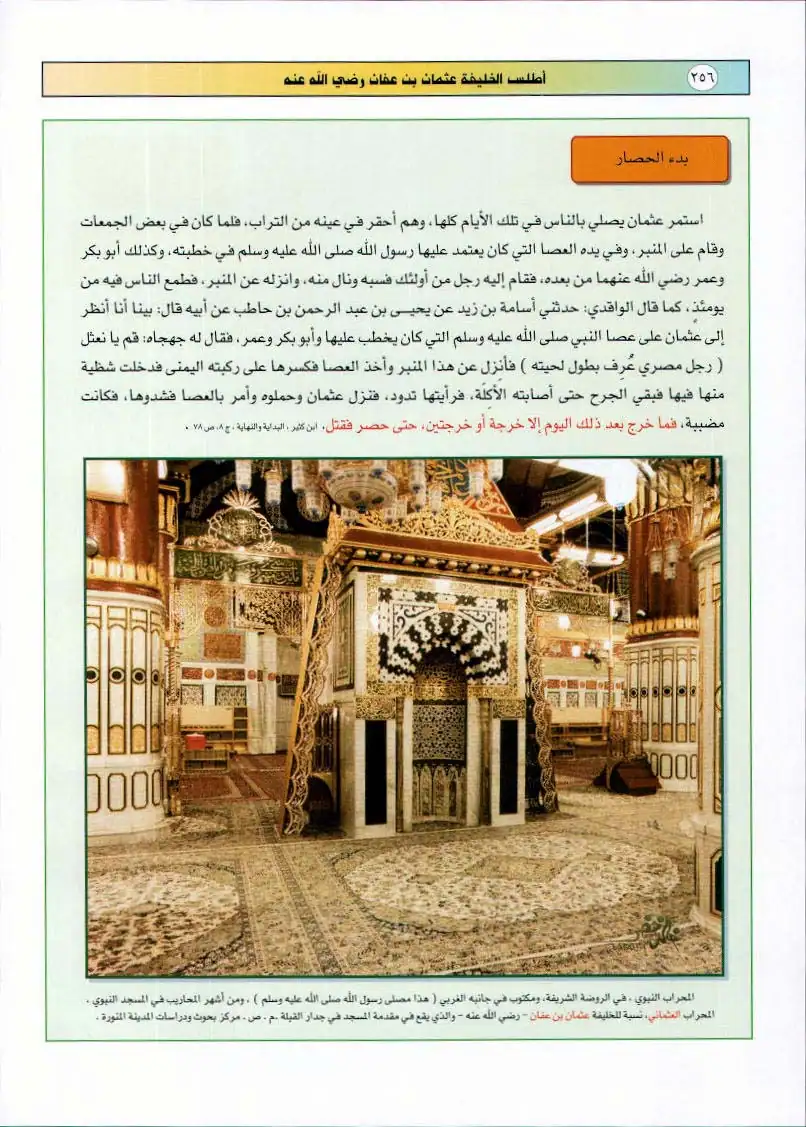 ٢٥٦
أطلس الخليفة عثمان بن عفان رضي الله عنه
بدء الحصار
استمر عثمان يصلي بالناس في تلك الأيام كلها، وهم أحقر في عينه من التراب، فلما كان في بعض الجمعات
وقام على المنبر، وفي يده العصا التي كان يعتمد عليها رسول الله صلى الله عليه وسلم في خطبته، وكذلك أبو بكر
وعمر رضي الله عنهما من بعده، فقام إليه رجل من أولئك فسبه ونال منه، وانزله عن المنبر، فطمع الناس فيه من
يومئذٍ، كما قال الواقدي: حدثني أسامة بن زيد عن يحيــى بن عبد الرحمن بن حاطب عن أبيه قال: بينا أنا أنظر
إلى عثمان على عصا النبي صلى الله عليه وسلم التي كان يخطب عليها وأبو بكر وعمر، فقال له جهجاه: قم يا نعثل
( رجل مصري عُرِف بطول لحيته ) فأنزل عن هذا المنبر وأخذ العصا فكسرها على ركبته اليمنى فدخلت شظية
منها فيها فبقي الجرح حتى أصابته الأَكِلَة، فرأيتها تدود، فنزل عثمان وحملوه وأمر بالعصا فشدوها، فكانت
مضببة، فما خرج بعد ذلك اليوم إلا خرجة أو خرجتين، حتى حصر فقتل. ابن كثير ، البداية والنهاية ، ج ٨، ص ٧٨ .
المحراب النبوي ، في الروضة الشريفة، ومكتوب في جانبه الغربي ( هذا مصلى رسول الله صلى الله عليه وسلم ) ، ومن أشهر المحاريب في المسجد النبوي ،
المحراب العثماني، نسبة للخليفة عثمان بن عفان - رضي الله عنه - والذي يقع في مقدمة المسجد في جدار القبلة .م . ص . مركز بحوث ودراسات المدينة المنورة .